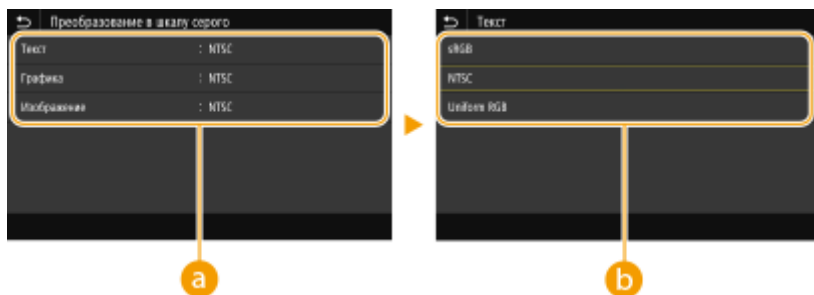 Преобразование в шкалу серого
Текст : NTSC
Графика : NTSC
Изображение : NTSC
a
Текст
sRGB
NTSC
Uniform RGB
b